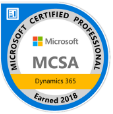 MICROSOFT CERTIFIED PROFESSIONAL
Microsoft
MCSA
Dynamics 365
Earned 2018